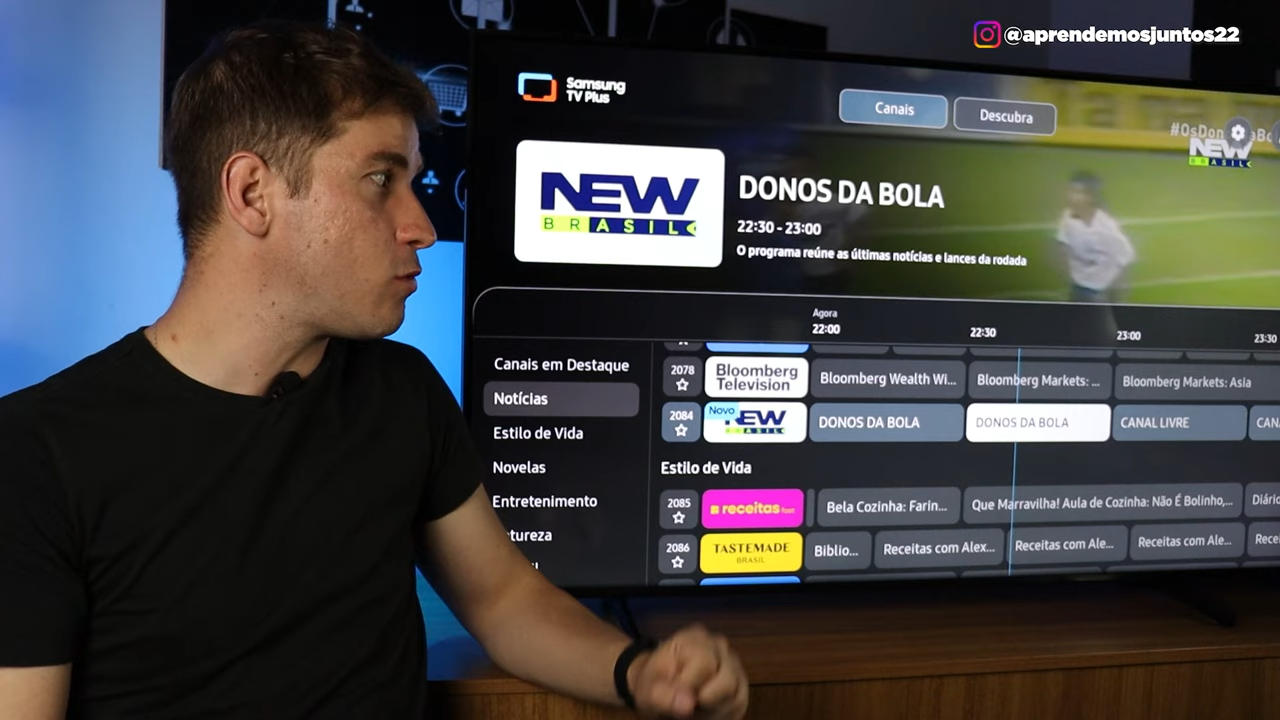 @aprendemosjuntos22
Samsung
TV Plus
Canais
Descubra
NEW
BRASIL
NEW
BRASIL
DONOS DA BOLA
22:30 - 23:00
O programa reúne as últimas notícias e lances da rodada
Agora
22:00
22:30
23:00
23:30
Canais em Destaque
Notícias
Estilo de Vida
Novelas
Entretenimento
tureza
2078
Bloomberg
Television
Bloomberg Wealth Wi...
Bloomberg Markets: ...
Bloomberg Markets: Asia
2084
Novo
NEW
BRASIL
DONOS DA BOLA
DONOS DA BOLA
CANAL LIVRE
CAN
Estilo de Vida
2085
receitas
Bela Cozinha: Farin...
Que Marravilha! Aula de Cozinha: Não É Bolinho,...
Diário
2086
TASTEMADE
BRASIL
Biblio...
Receitas com Alex...
Receitas com Ale...
Receitas com Ale...
Rece